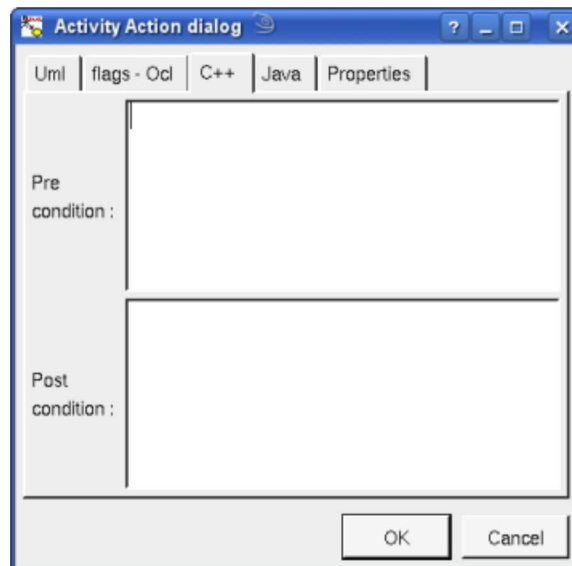 Activity Action dialog
Uml flags - Ocl C++ Java Properties
Pre
condition :
Post
condition :
OK Cancel